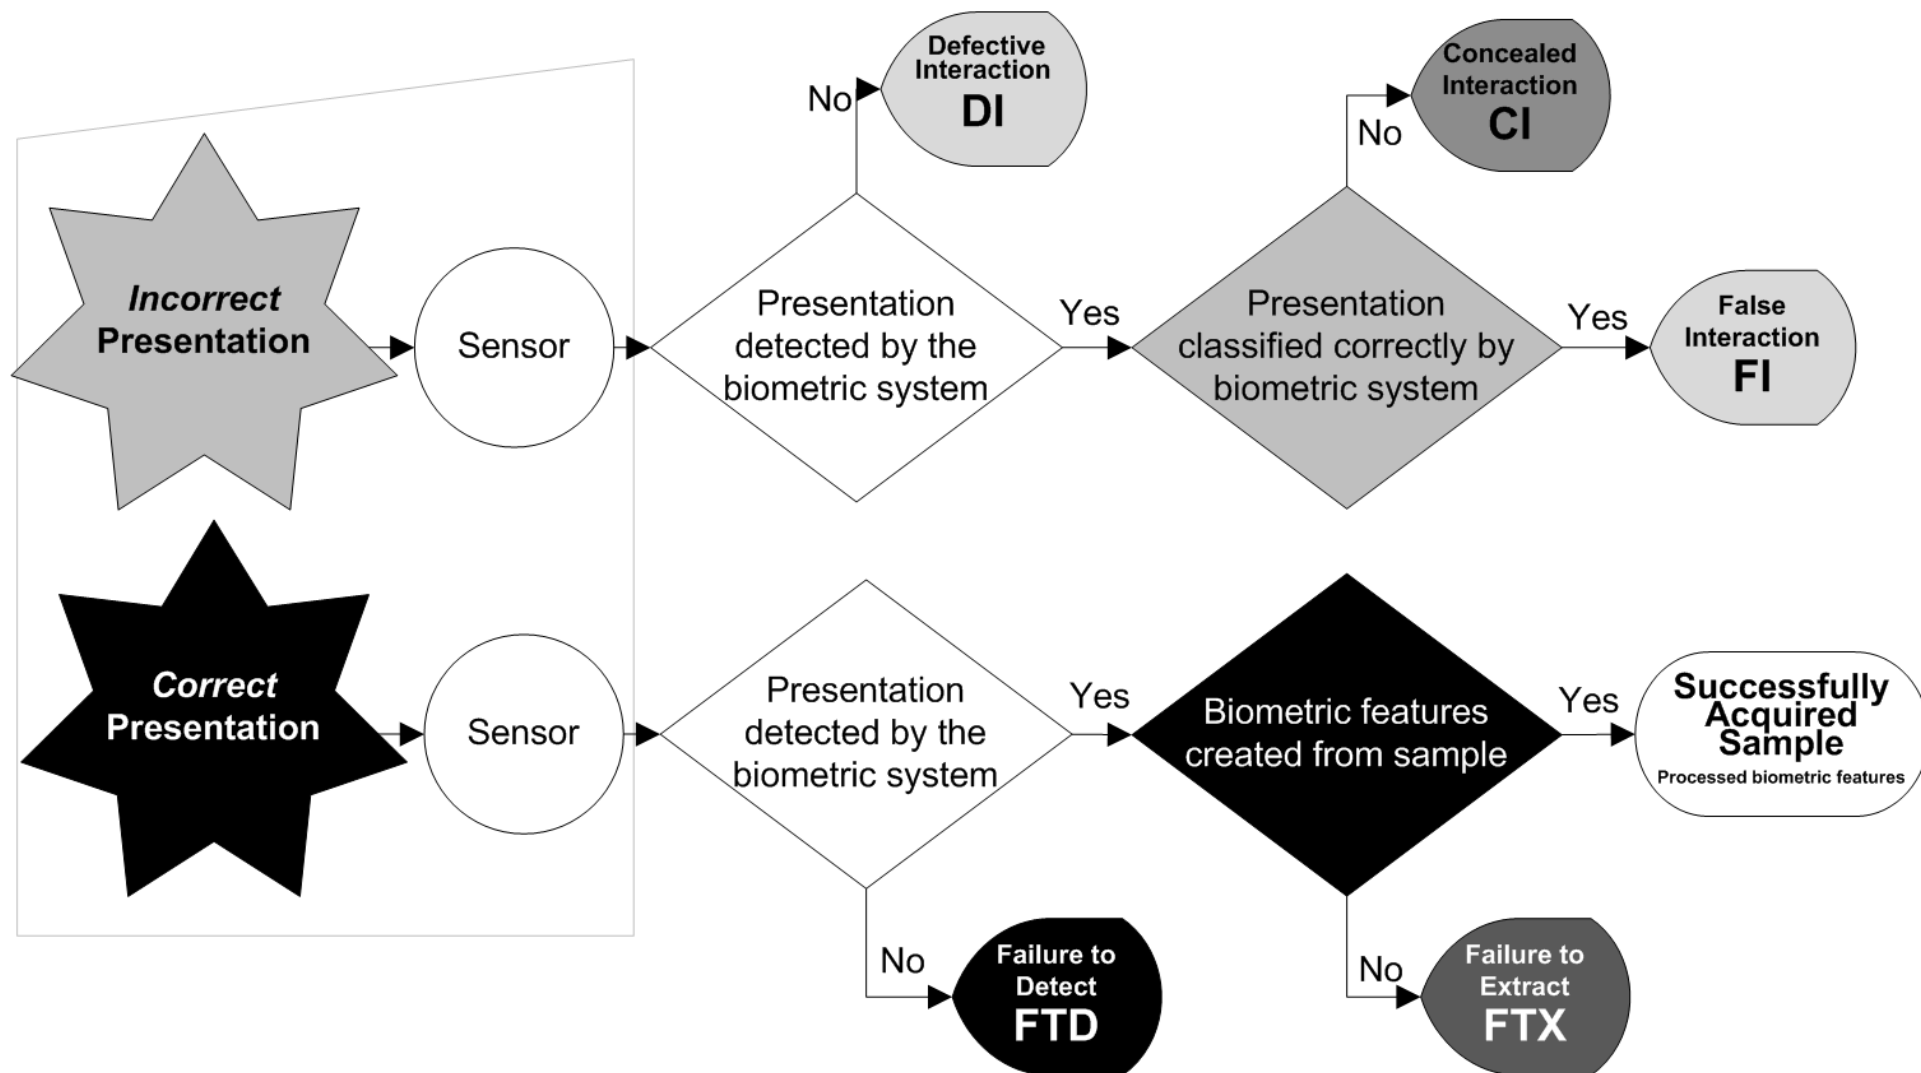 Defective
Interaction
DI
No
Concealed
Interaction
CI
No
Incorrect
Presentation
Sensor
Presentation
detected by the
biometric system
Yes
Presentation
classified correctly by
biometric system
Yes
False
Interaction
FI
Correct
Presentation
Sensor
Presentation
detected by the
biometric system
Yes
Biometric features
created from sample
Yes
Successfully
Acquired
Sample
Processed biometric features
No
Failure to
Detect
FTD
No
Failure to
Extract
FTX